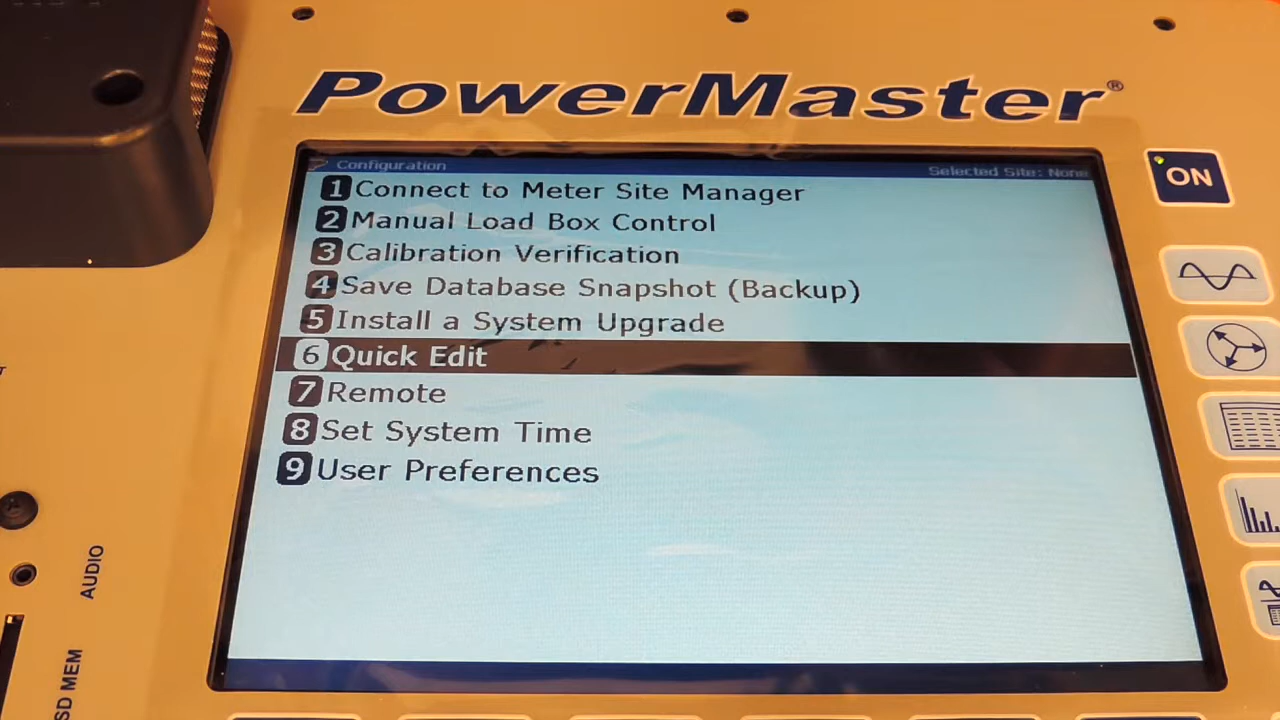 PowerMaster®
Configuration
Selected Site: None
ON
1 Connect to Meter Site Manager
2 Manual Load Box Control
3 Calibration Verification
4 Save Database Snapshot (Backup)
5 Install a System Upgrade
6 Quick Edit
7 Remote
8 Set System Time
9 User Preferences
AUDIO
SD MEM